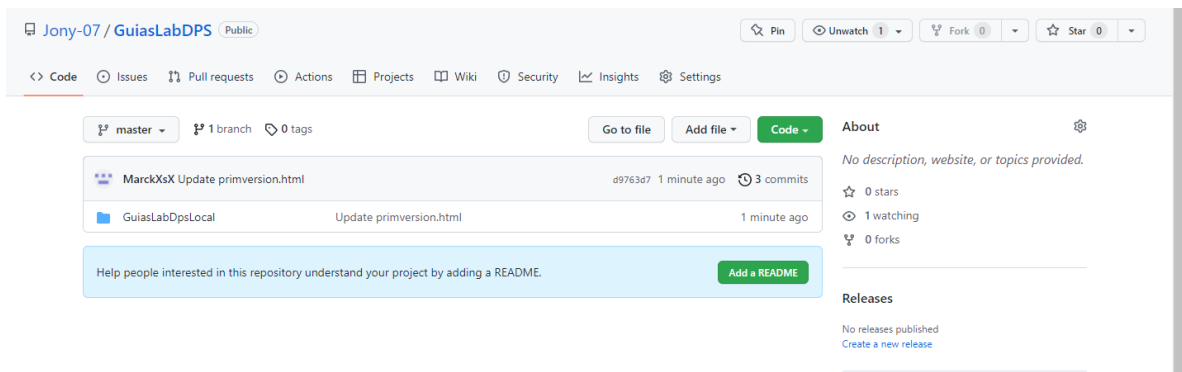 Jony-07 / GuiasLabDPS Public
Pin
Unwatch 1
Fork 0
Star 0
<> Code
Issues
Pull requests
Actions
Projects
Wiki
Security
Insights
Settings
master
1 branch
0 tags
Go to file
Add file
Code
MarckXsX Update primversion.html
d9763d7 1 minute ago
3 commits
GuiasLabDpsLocal
Update primversion.html
1 minute ago
Help people interested in this repository understand your project by adding a README.
Add a README
About
No description, website, or topics provided.
0 stars
1 watching
0 forks
Releases
No releases published
Create a new release